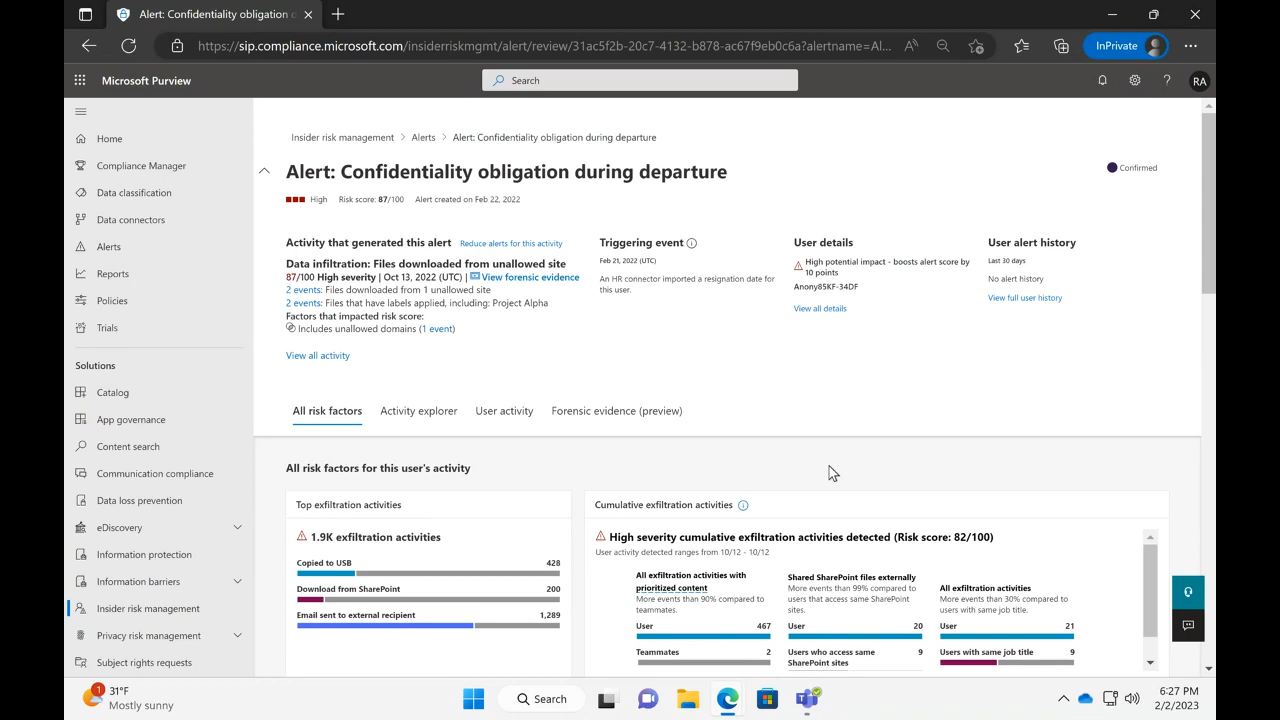 Alert: Confidentiality obligation d
https://sip.compliance.microsoft.com/insiderriskmgmt/alert/review/31ac5f2b-20c7-4132-b878-ac67f9eb0c6a?alertname=Al...
InPrivate
Microsoft Purview
Search
RA
Home
Compliance Manager
Data classification
Data connectors
Alerts
Reports
Policies
Trials
Solutions
Catalog
App governance
Content search
Communication compliance
Data loss prevention
eDiscovery
Information protection
Information barriers
Insider risk management
Privacy risk management
Subject rights requests
Insider risk management > Alerts > Alert: Confidentiality obligation during departure
Alert: Confidentiality obligation during departure
Confirmed
High Risk score: 87/100 Alert created on Feb 22, 2022
Activity that generated this alert Reduce alerts for this activity
Data infiltration: Files downloaded from unallowed site
87/100 High severity | Oct 13, 2022 (UTC) | View forensic evidence
2 events: Files downloaded from 1 unallowed site
2 events: Files that have labels applied, including: Project Alpha
Factors that impacted risk score:
Includes unallowed domains (1 event)
View all activity
Triggering event
Feb 21, 2022 (UTC)
An HR connector imported a resignation date for
this user.
User details
High potential impact - boosts alert score by
10 points
Anony85KF-34DF
View all details
User alert history
Last 30 days
No alert history
View full user history
All risk factors
Activity explorer
User activity
Forensic evidence (preview)
All risk factors for this user's activity
Top exfiltration activities
1.9K exfiltration activities
Copied to USB 428
Download from SharePoint 200
Email sent to external recipient 1,289
Cumulative exfiltration activities
High severity cumulative exfiltration activities detected (Risk score: 82/100)
User activity detected ranges from 10/12 - 10/12
All exfiltration activities with
prioritized content
More events than 90% compared to
teammates.
User 467
Teammates 2
Shared SharePoint files externally
More events than 99% compared to
users that access same SharePoint
sites.
User 20
Users who access same 9
SharePoint sites
All exfiltration activities
More events than 30% compared to
users with same job title.
User 21
Users with same job title 9
1
31°F
Mostly sunny
Search
6:27 PM
2/2/2023